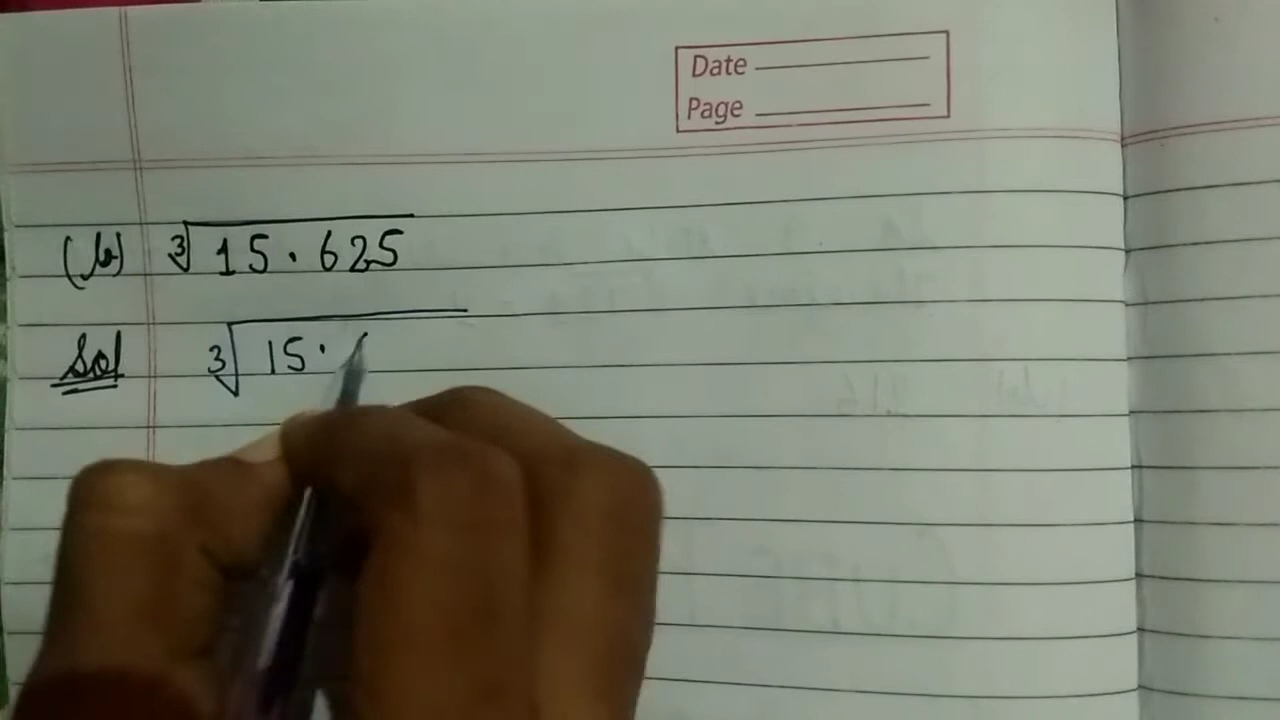 Date
Page
(b) ∛15.625
Sol ∛15.